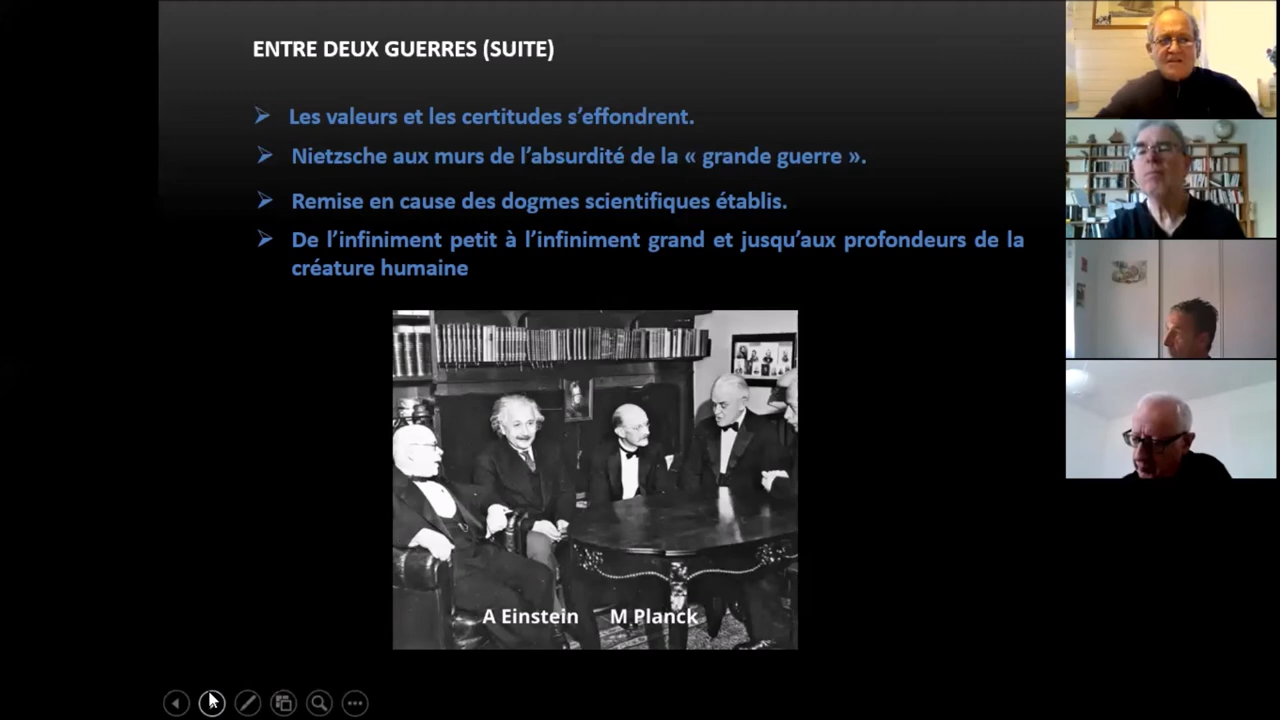 ENTRE DEUX GUERRES (SUITE)
Les valeurs et les certitudes s’effondrent.
Nietzsche aux murs de l’absurdité de la « grande guerre ».
Remise en cause des dogmes scientifiques établis.
De l’infiniment petit à l’infiniment grand et jusqu’aux profondeurs de la
créature humaine
A Einstein M Planck